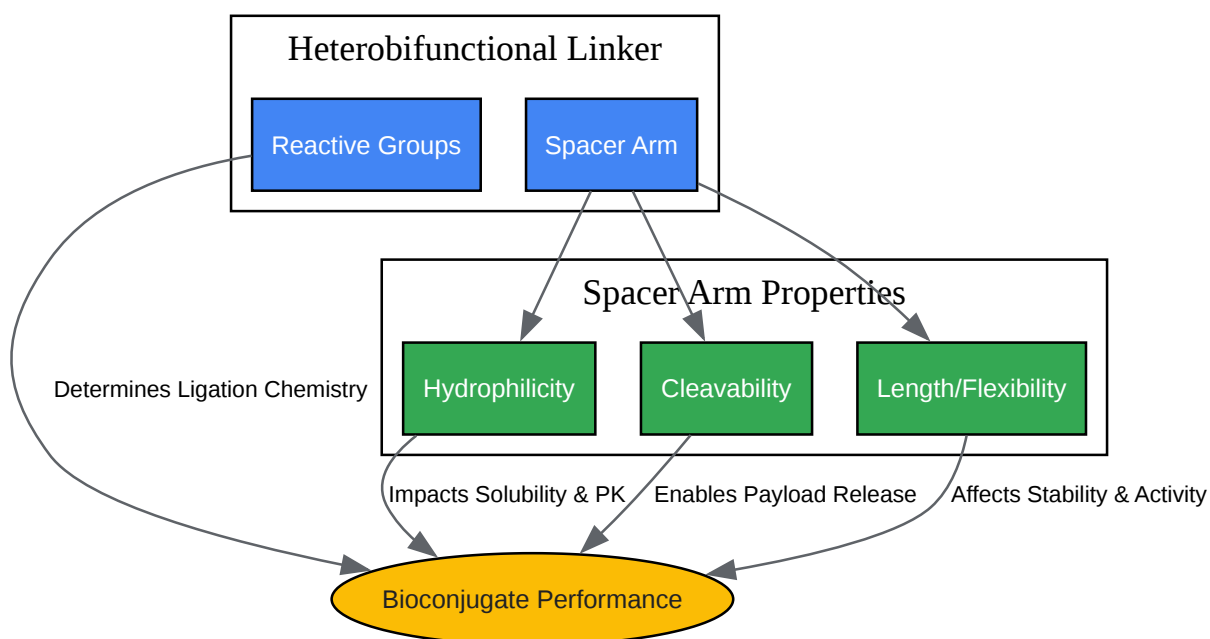 Heterobifunctional Linker
Reactive Groups
Spacer Arm
Spacer Arm Properties
Hydrophilicity
Cleavability
Length/Flexibility
Determines Ligation Chemistry
Impacts Solubility & PK
Enables Payload Release
Affects Stability & Activity
Bioconjugate Performance